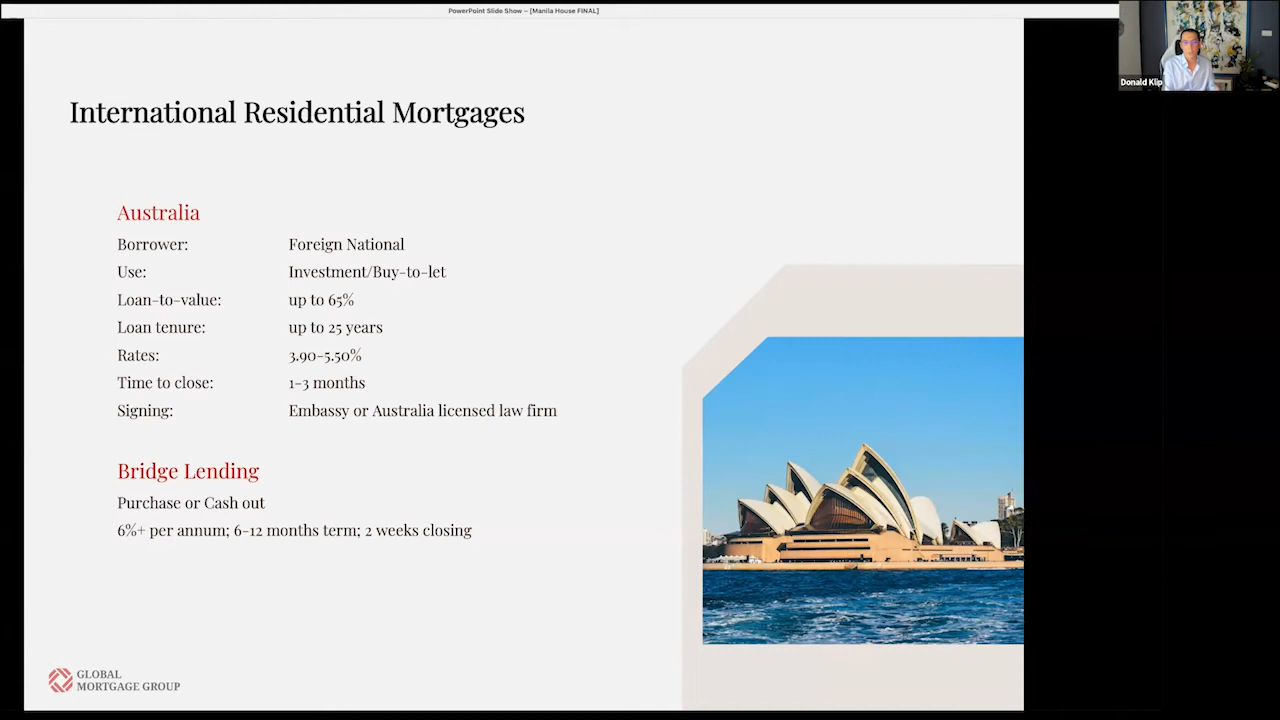 PowerPoint Slide Show – [Manila House FINAL]
Donald Klip
International Residential Mortgages
Australia
Borrower: Foreign National
Use: Investment/Buy-to-let
Loan-to-value: up to 65%
Loan tenure: up to 25 years
Rates: 3.90-5.50%
Time to close: 1-3 months
Signing: Embassy or Australia licensed law firm
Bridge Lending
Purchase or Cash out
6%+ per annum; 6-12 months term; 2 weeks closing
GLOBAL
MORTGAGE GROUP